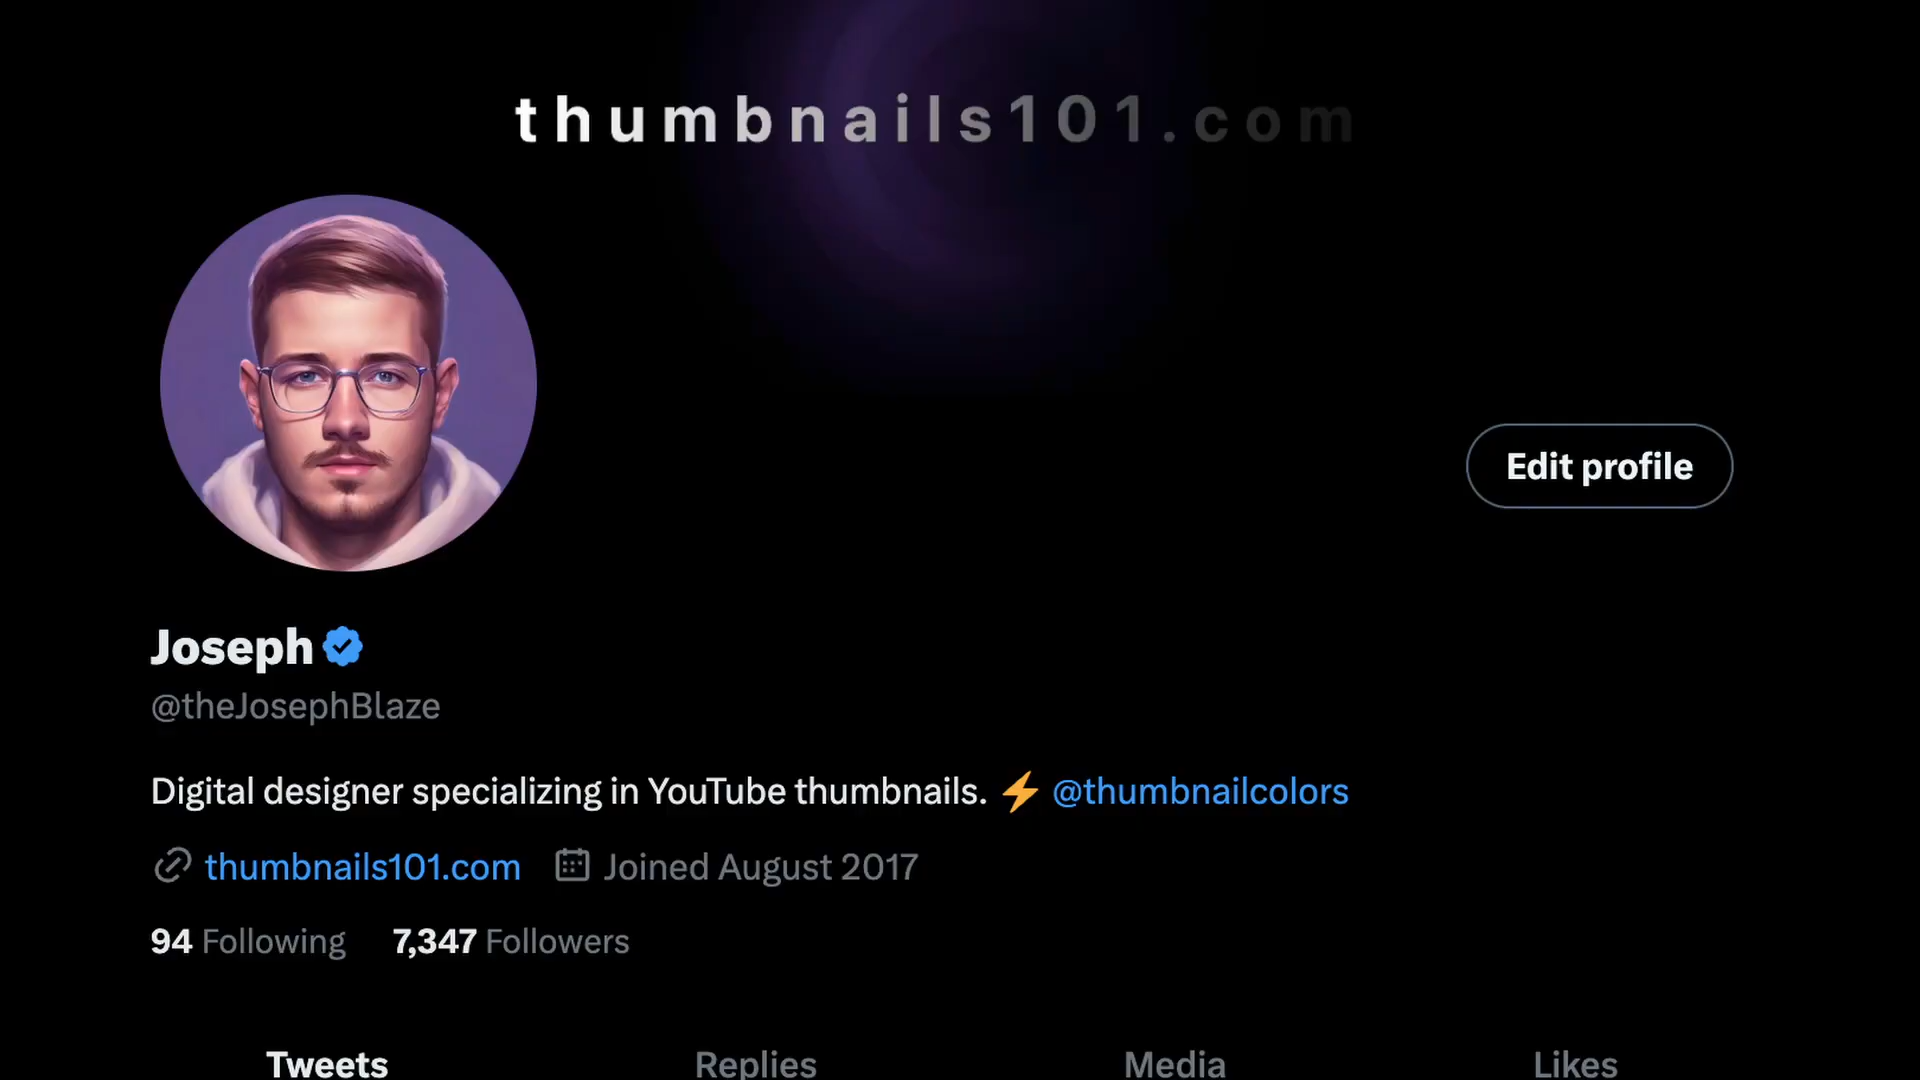 thumbnails101.com
Edit profile
Joseph
@theJosephBlaze
Digital designer specializing in YouTube thumbnails. ⚡ @thumbnailcolors
thumbnails101.com Joined August 2017
94 Following 7,347 Followers
Tweets Replies Media Likes